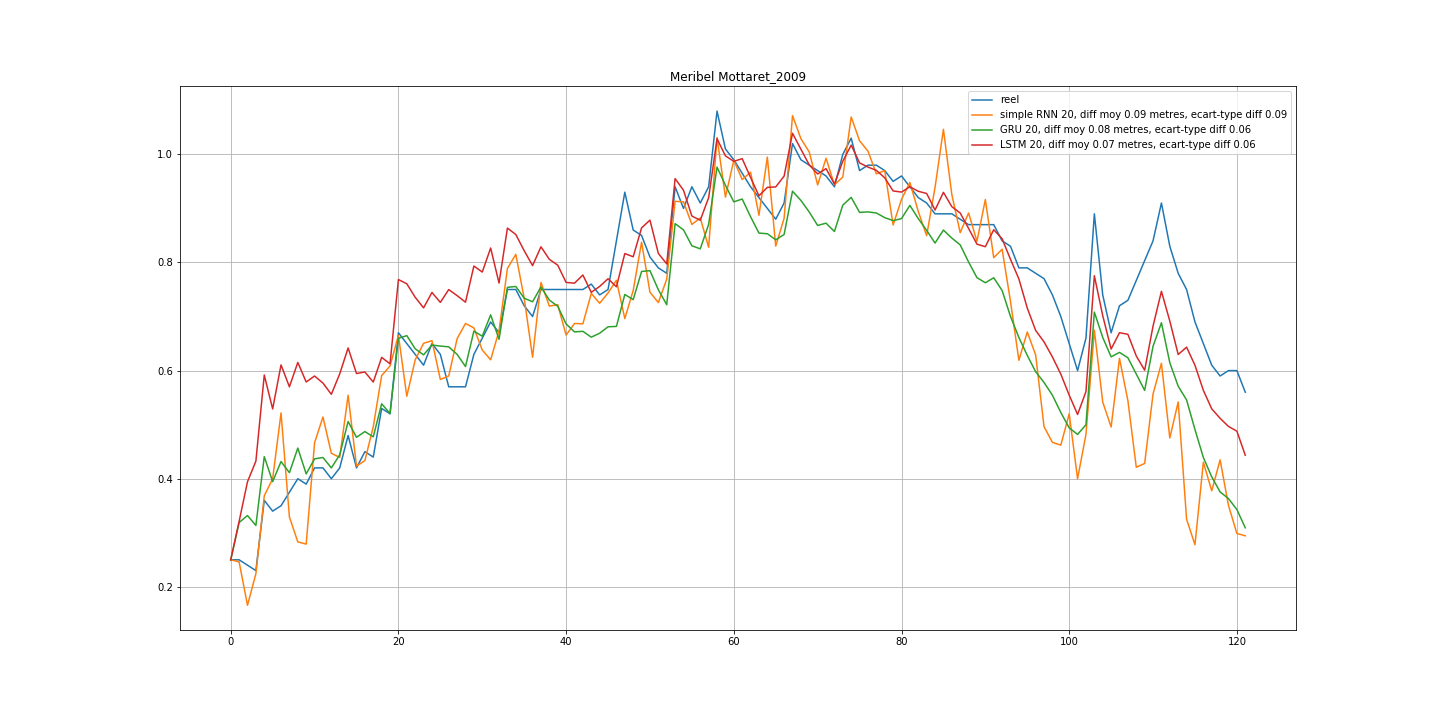 Meribel Mottaret_2009
reel
simple RNN 20, diff moy 0.09 metres, ecart-type diff 0.09
GRU 20, diff moy 0.08 metres, ecart-type diff 0.06
LSTM 20, diff moy 0.07 metres, ecart-type diff 0.06
1.0
0.8
0.6
0.4
0.2
0 20 40 60 80 100 120